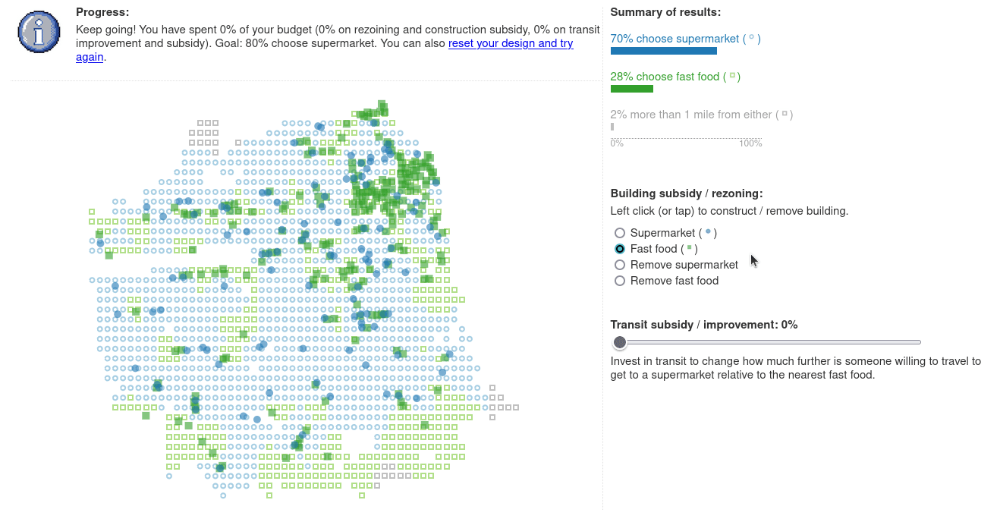 Progress:
Keep going! You have spent 0% of your budget (0% on rezoining and construction subsidy, 0% on transit
improvement and subsidy). Goal: 80% choose supermarket. You can also reset your design and try
again.
Summary of results:
70% choose supermarket ( )
28% choose fast food ( )
2% more than 1 mile from either ( )
0% 100%
Building subsidy / rezoning:
Left click (or tap) to construct / remove building.
Supermarket ( )
Fast food ( )
Remove supermarket
Remove fast food
Transit subsidy / improvement: 0%
Invest in transit to change how much further is someone willing to travel to
get to a supermarket relative to the nearest fast food.